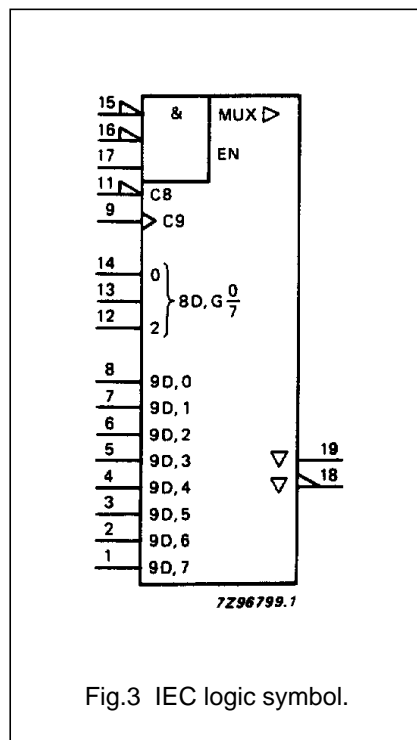 15 & MUX ▷
16
17 EN
11 C8
9 C9
14 0
13 8D, G 0/7
12 2
8 9D, 0
7 9D, 1
6 9D, 2
5 9D, 3 ▽ 19
4 9D, 4 ▽ 18
3 9D, 5
2 9D, 6
1 9D, 7
7Z96799.1
Fig.3 IEC logic symbol.